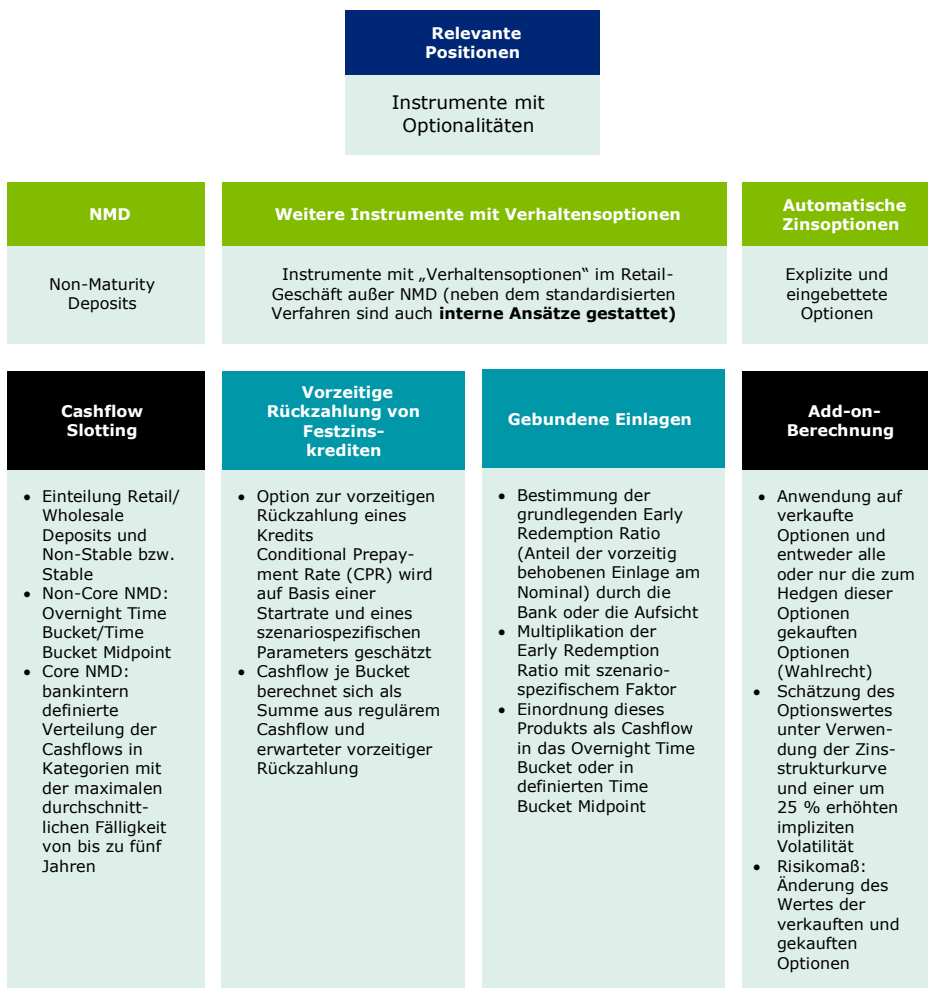 Relevante
Positionen
Instrumente mit
Optionalitäten
NMD
Non-Maturity
Deposits
Weitere Instrumente mit Verhaltensoptionen
Instrumente mit „Verhaltensoptionen“ im Retail-
Geschäft außer NMD (neben dem standardisierten
Verfahren sind auch interne Ansätze gestattet)
Automatische
Zinsoptionen
Explizite und
eingebettete
Optionen
Cashflow
Slotting
• Einteilung Retail/
Wholesale
Deposits und
Non-Stable bzw.
Stable
• Non-Core NMD:
Overnight Time
Bucket/Time
Bucket Midpoint
• Core NMD:
bankintern
definierte
Verteilung der
Cashflows in
Kategorien mit
der maximalen
durchschnitt-
lichen Fälligkeit
von bis zu fünf
Jahren
Vorzeitige
Rückzahlung von
Festzins-
krediten
• Option zur vorzeitigen
Rückzahlung eines
Kredits
Conditional Prepay-
ment Rate (CPR) wird
auf Basis einer
Startrate und eines
szenariospezifischen
Parameters geschätzt
• Cashflow je Bucket
berechnet sich als
Summe aus regulärem
Cashflow und
erwarteter vorzeitiger
Rückzahlung
Gebundene Einlagen
• Bestimmung der
grundlegenden Early
Redemption Ratio
(Anteil der vorzeitig
behobenen Einlage am
Nominal) durch die
Bank oder die Aufsicht
• Multiplikation der
Early Redemption
Ratio mit szenario-
spezifischem Faktor
• Einordnung dieses
Produkts als Cashflow
in das Overnight Time
Bucket oder in
definierten Time
Bucket Midpoint
Add-on-
Berechnung
• Anwendung auf
verkaufte
Optionen und
entweder alle
oder nur die zum
Hedgen dieser
Optionen
gekauften
Optionen
(Wahlrecht)
• Schätzung des
Optionswertes
unter Verwen-
dung der Zins-
strukturkurve
und einer um
25 % erhöhten
impliziten
Volatilität
• Risikomaß:
Änderung des
Wertes der
verkauften und
gekauften
Optionen